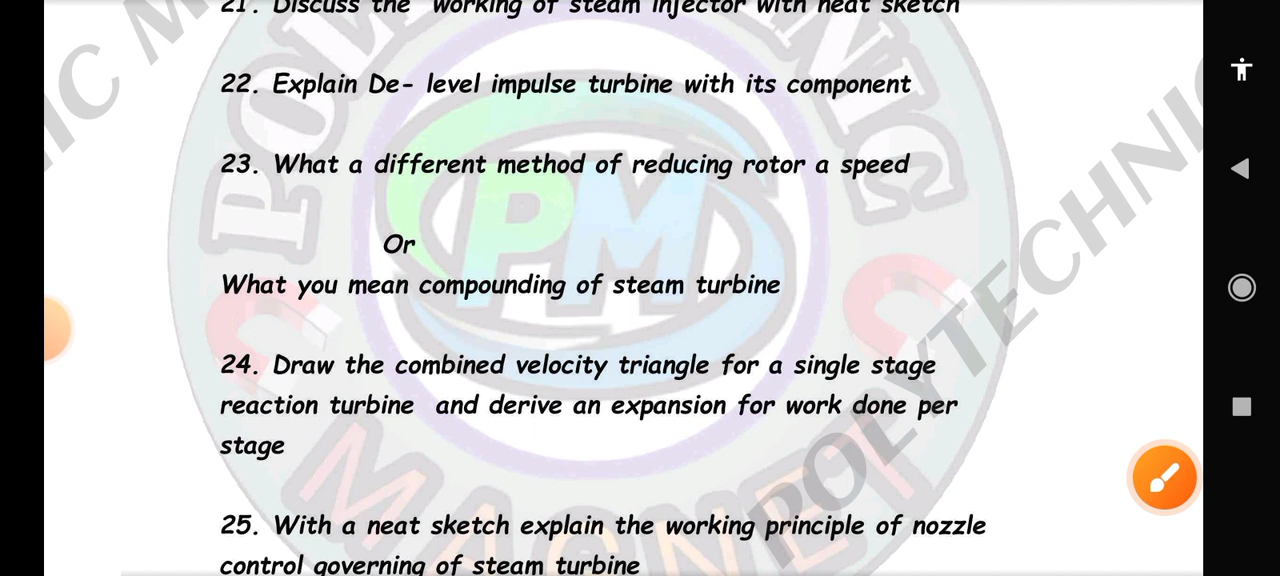 21. Discuss the working of steam injector with neat sketch
22. Explain De- level impulse turbine with its component
23. What a different method of reducing rotor a speed
Or
What you mean compounding of steam turbine
24. Draw the combined velocity triangle for a single stage
reaction turbine and derive an expansion for work done per
stage
25. With a neat sketch explain the working principle of nozzle
control governing of steam turbine
PM
MAGNET
POLYTECHNIC